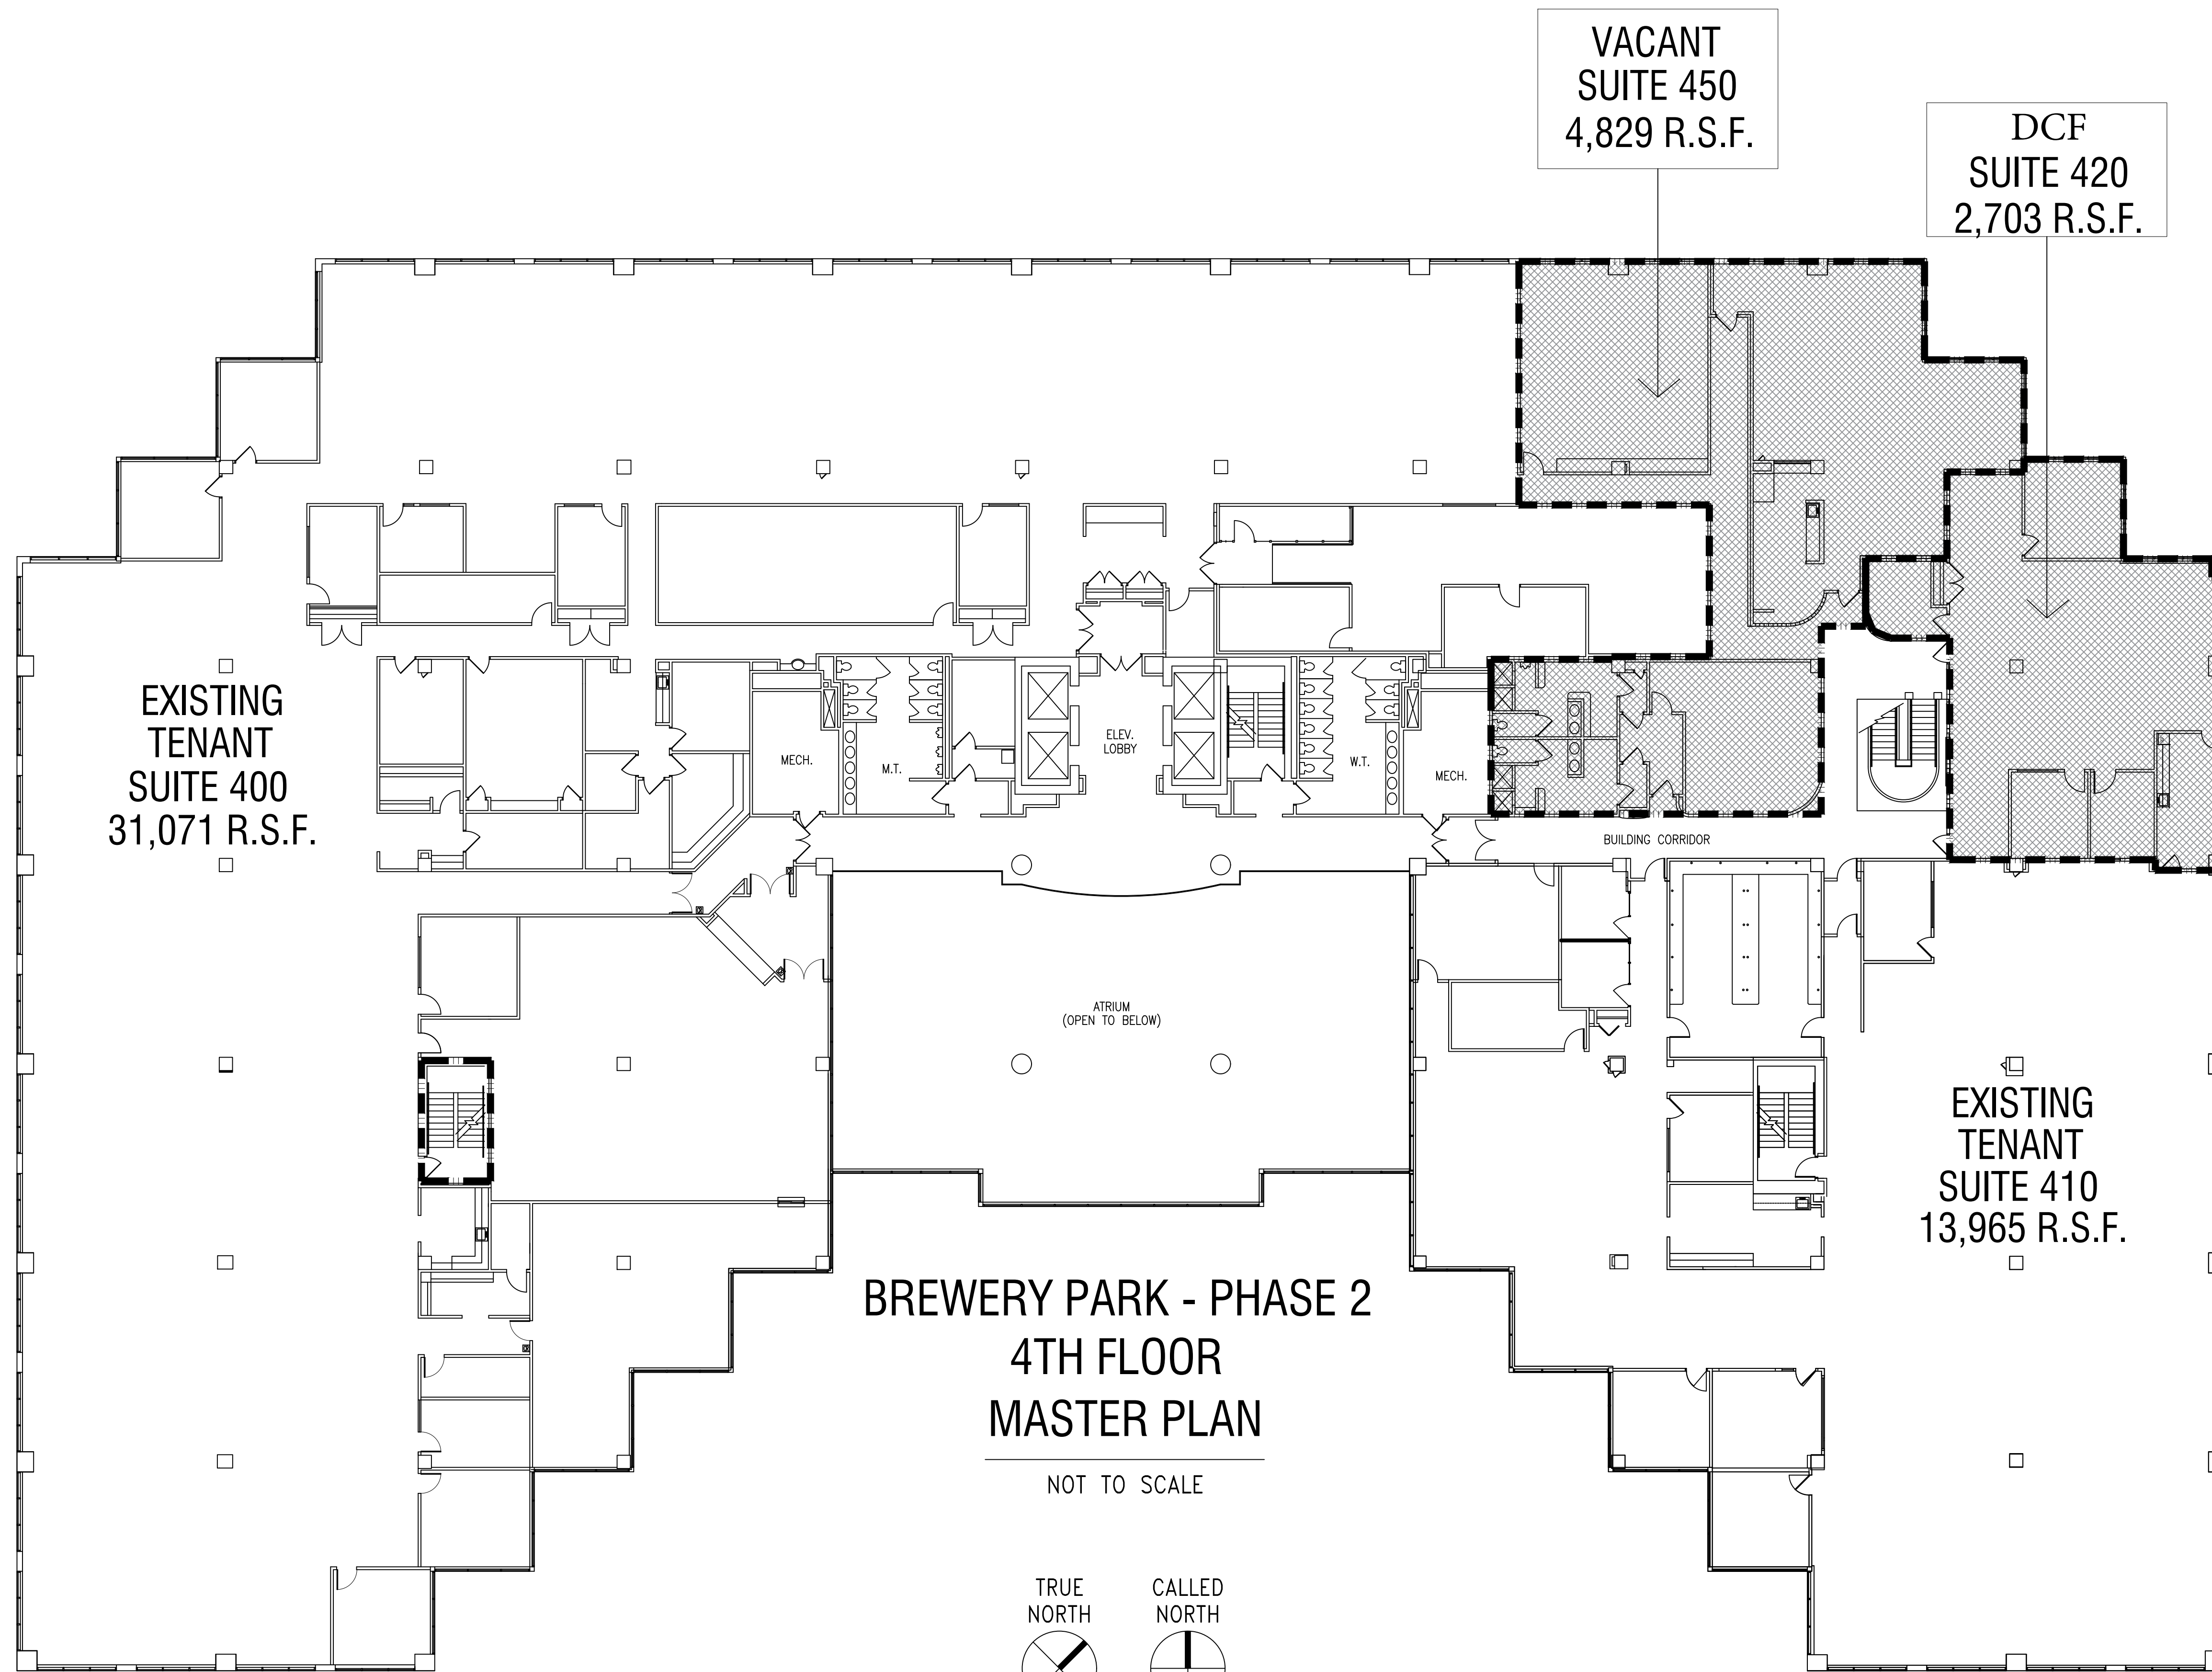 VACANT
SUITE 450
4,829 R.S.F.
DCF
SUITE 420
2,703 R.S.F.
EXISTING
TENANT
SUITE 400
31,071 R.S.F.
MECH.
M.T.
ELEV.
LOBBY
W.T.
MECH.
BUILDING CORRIDOR
ATRIUM
(OPEN TO BELOW)
EXISTING
TENANT
SUITE 410
13,965 R.S.F.
BREWERY PARK - PHASE 2
4TH FLOOR
MASTER PLAN
NOT TO SCALE
TRUE
NORTH
CALLED
NORTH